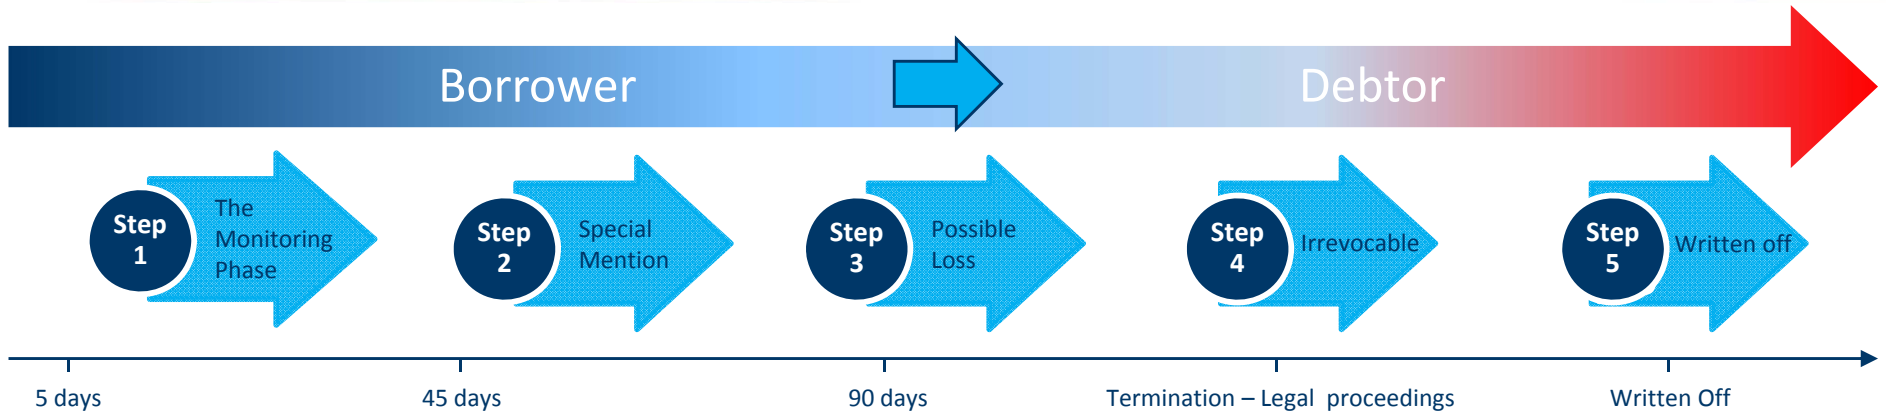 Borrower
Debtor
Step
1
The
Monitoring
Phase
Step
2
Special
Mention
Step
3
Possible
Loss
Step
4
Irrevocable
Step
5
Written off
5 days
45 days
90 days
Termination – Legal proceedings
Written Off